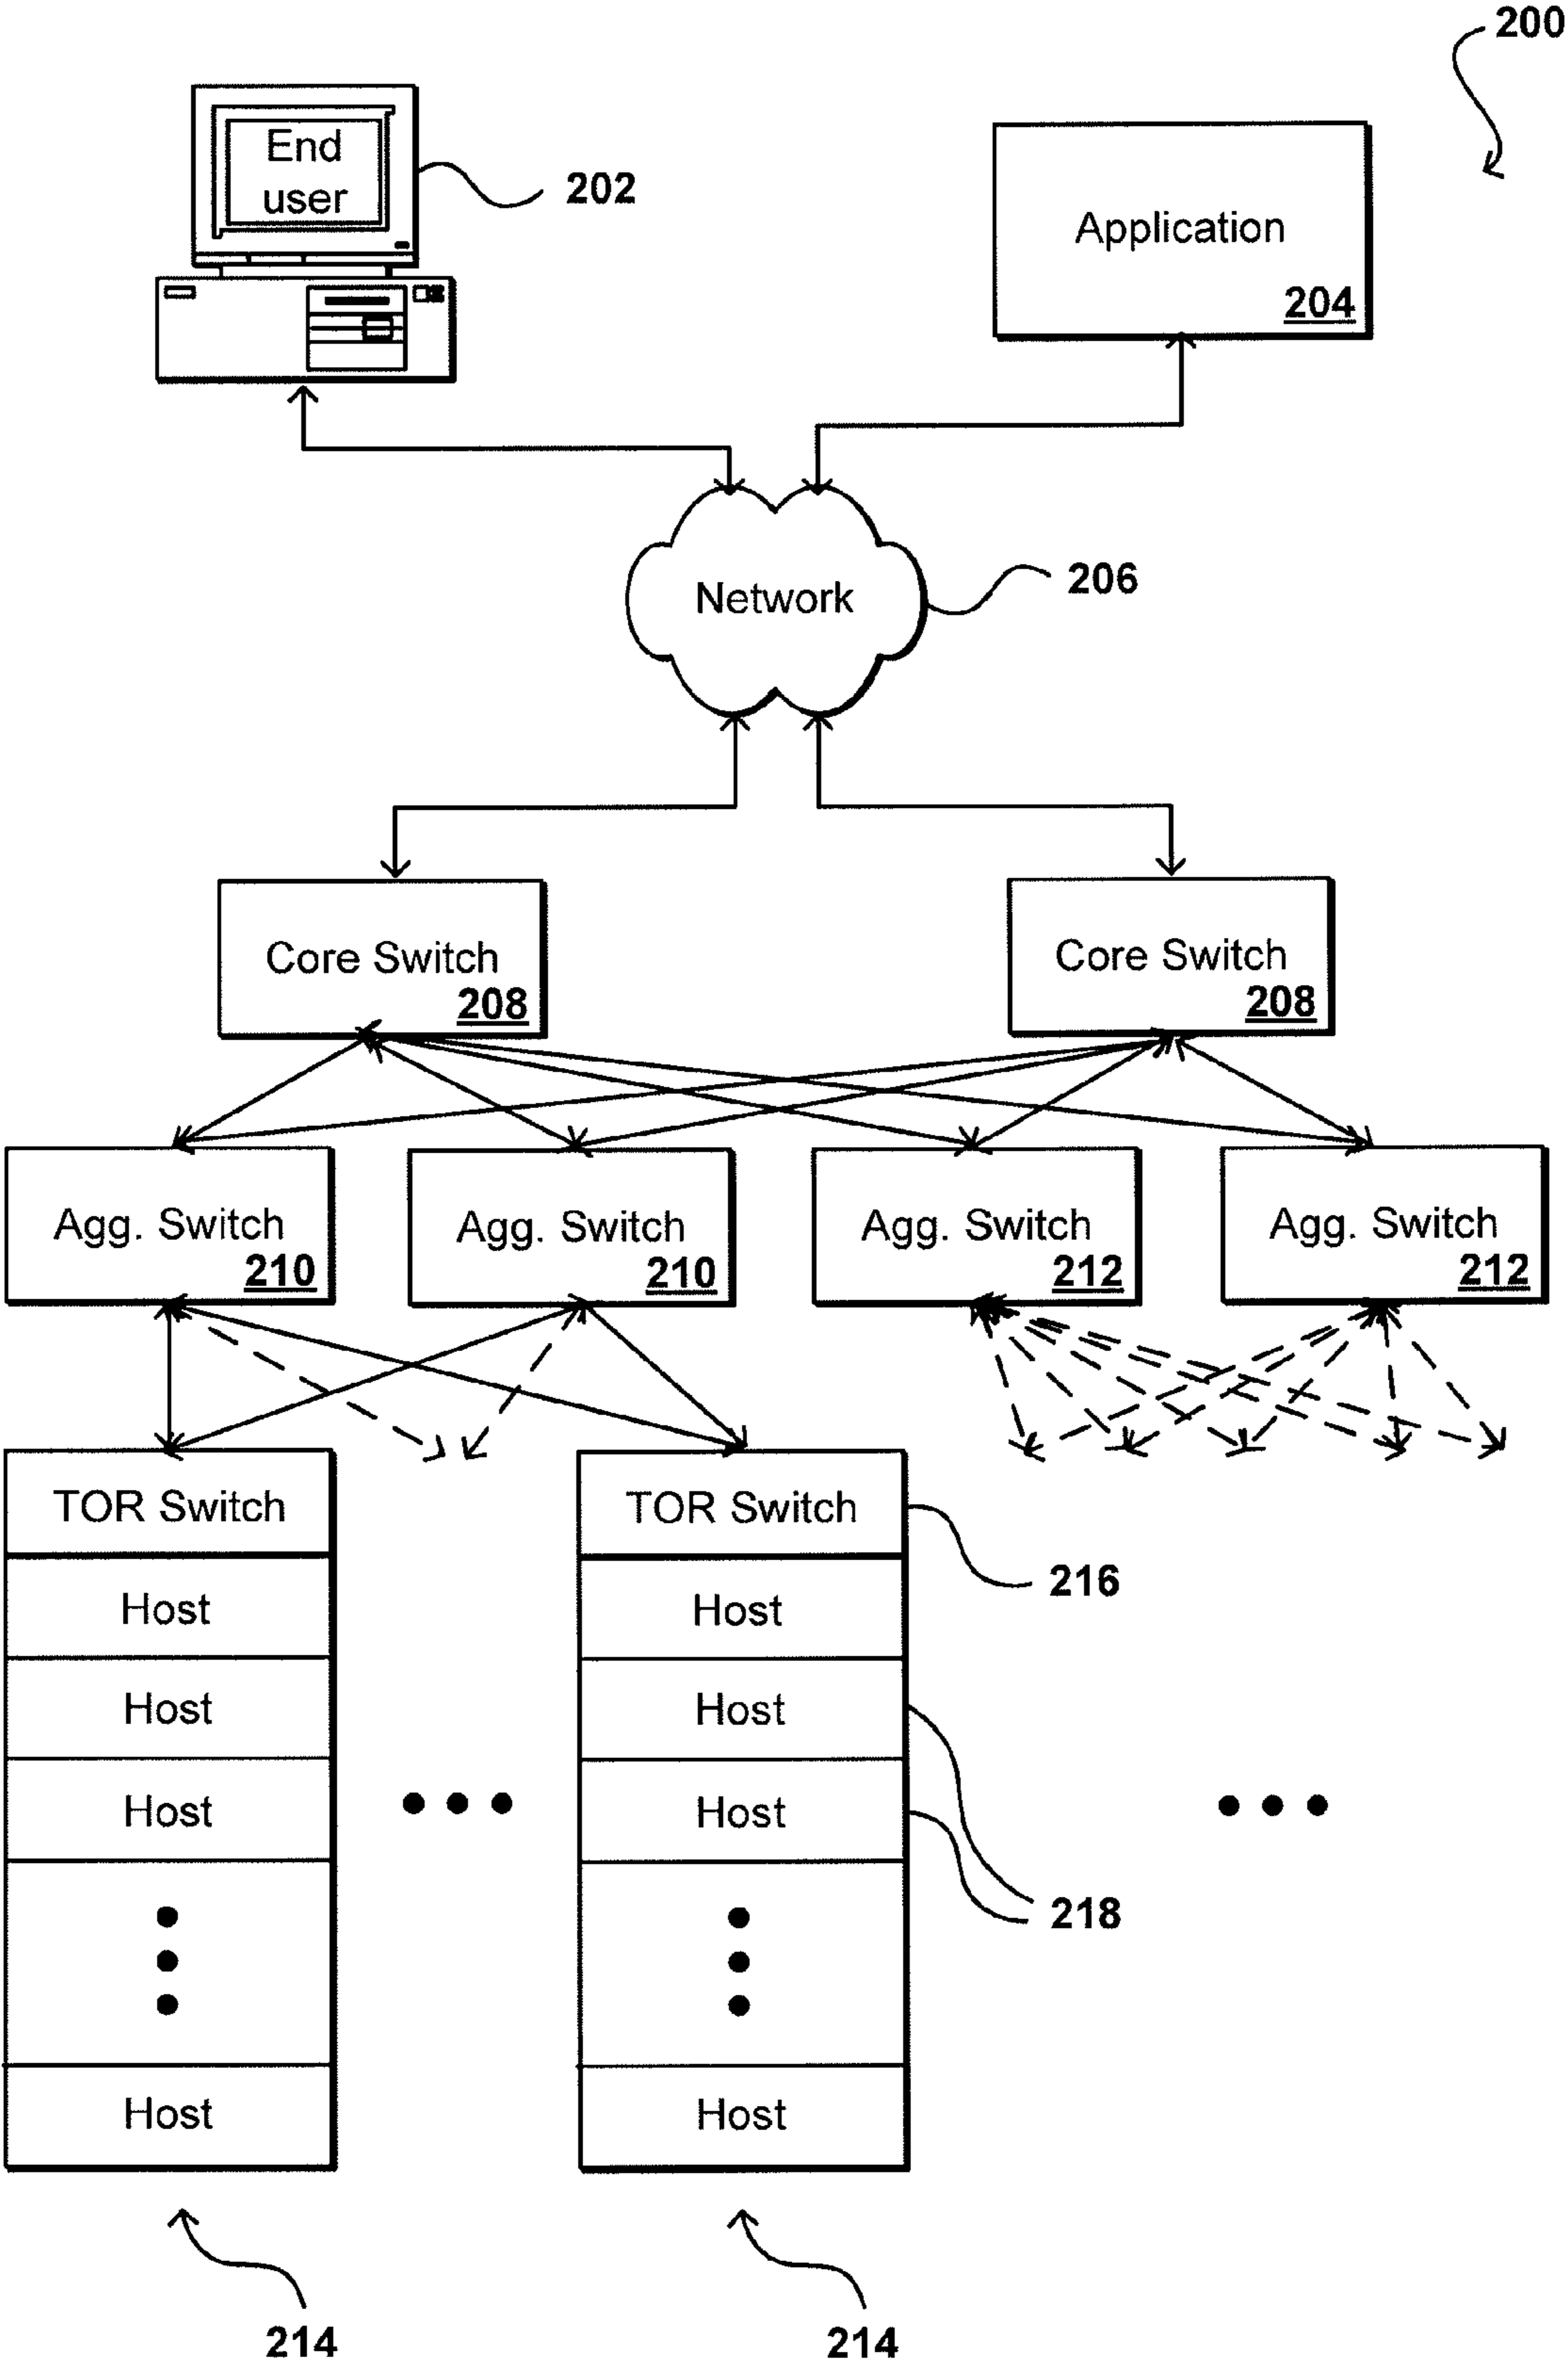 200
End
user
202
Application
204
Network
206
Core Switch
208
Core Switch
208
Agg. Switch
210
Agg. Switch
210
Agg. Switch
212
Agg. Switch
212
TOR Switch
Host
Host
Host
Host
TOR Switch
Host
Host
Host
Host
216
218
214
214